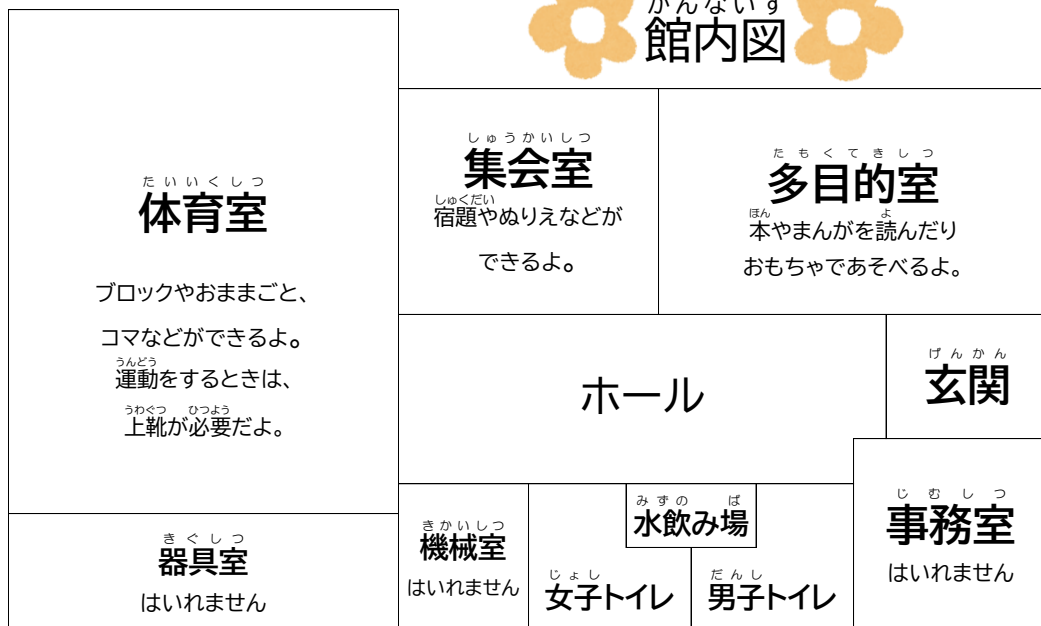 かんないず
館内図
たいいくしつ
体育室
ブロックやおままごと、
コマなどができるよ。
うんどう
運動をするときは、
うわぐつ ひつよう
上靴が必要だよ。
しゅうかいしつ
集会室
しゅくだい
宿題やぬりえなどが
できるよ。
たもくてきしつ
多目的室
ほん よ
本やまんがを読んだり
おもちゃであそべるよ。
ホール
げんかん
玄関
きぐしつ
器具室
はいれません
きかいしつ
機械室
はいれません
みずの ば
水飲み場
じょし
女子トイレ
だんし
男子トイレ
じむしつ
事務室
はいれません